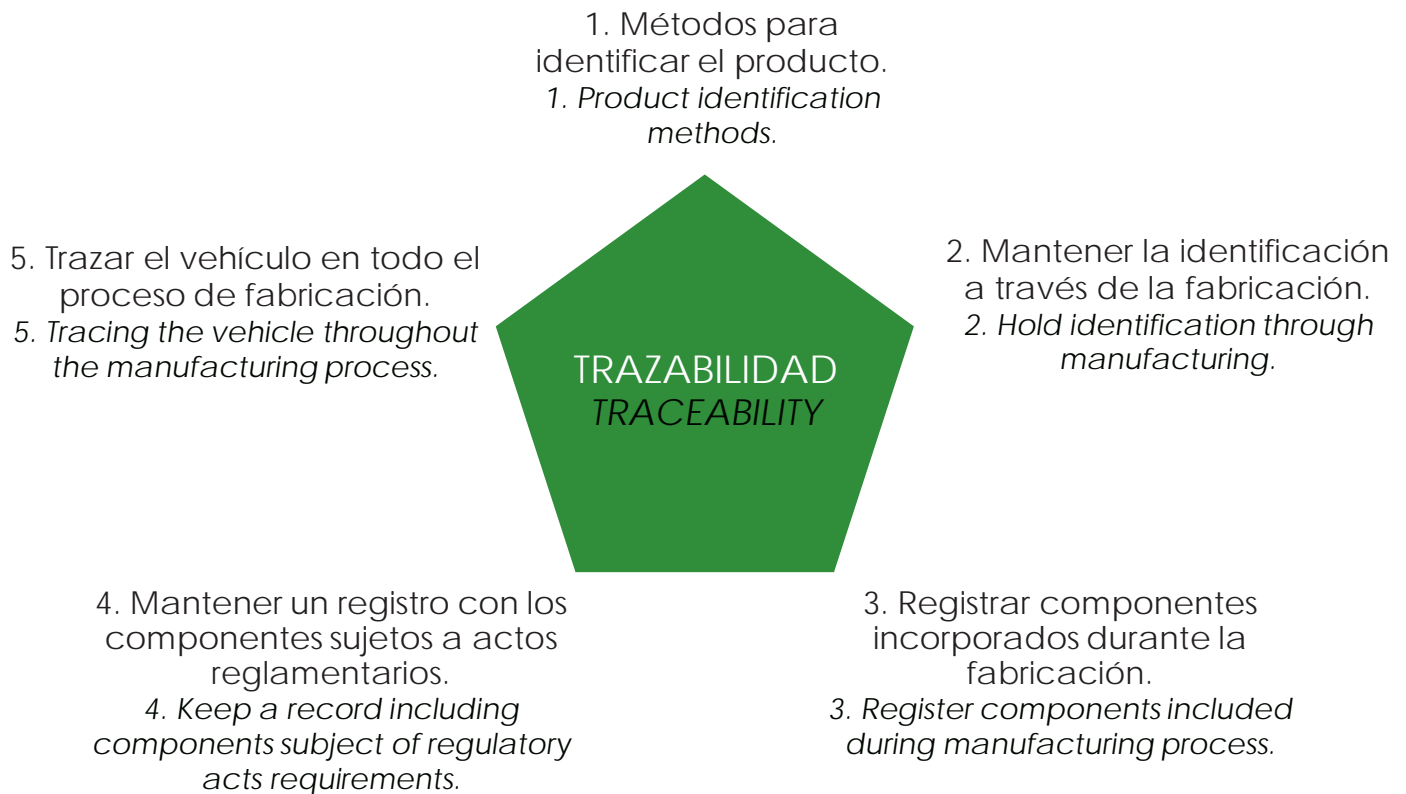 1. Métodos para
identificar el producto.
1. Product identification
methods.
5. Trazar el vehículo en todo el
proceso de fabricación.
5. Tracing the vehicle throughout
the manufacturing process.
2. Mantener la identificación
a través de la fabricación.
2. Hold identification through
manufacturing.
TRAZABILIDAD
TRACEABILITY
4. Mantener un registro con los
componentes sujetos a actos
reglamentarios.
4. Keep a record including
components subject of regulatory
acts requirements.
3. Registrar componentes
incorporados durante la
fabricación.
3. Register components included
during manufacturing process.